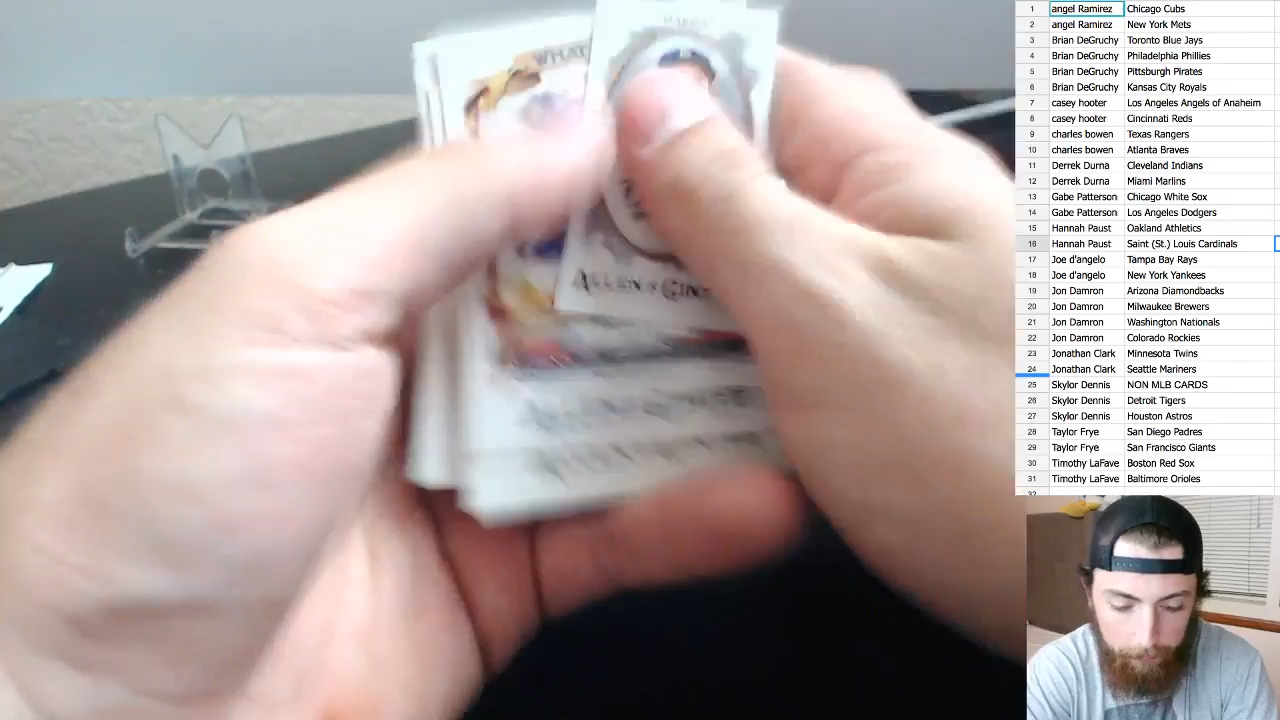 WHAT
ALLEN & GIN
1 angel Ramirez Chicago Cubs
2 angel Ramirez New York Mets
3 Brian DeGruchy Toronto Blue Jays
4 Brian DeGruchy Philadelphia Phillies
5 Brian DeGruchy Pittsburgh Pirates
6 Brian DeGruchy Kansas City Royals
7 casey hooter Los Angeles Angels of Anaheim
8 casey hooter Cincinnati Reds
9 charles bowen Texas Rangers
10 charles bowen Atlanta Braves
11 Derrek Durna Cleveland Indians
12 Derrek Durna Miami Marlins
13 Gabe Patterson Chicago White Sox
14 Gabe Patterson Los Angeles Dodgers
15 Hannah Paust Oakland Athletics
16 Hannah Paust Saint (St.) Louis Cardinals
17 Joe d'angelo Tampa Bay Rays
18 Joe d'angelo New York Yankees
19 Jon Damron Arizona Diamondbacks
20 Jon Damron Milwaukee Brewers
21 Jon Damron Washington Nationals
22 Jon Damron Colorado Rockies
23 Jonathan Clark Minnesota Twins
24 Jonathan Clark Seattle Mariners
25 Skylor Dennis NON MLB CARDS
26 Skylor Dennis Detroit Tigers
27 Skylor Dennis Houston Astros
28 Taylor Frye San Diego Padres
29 Taylor Frye San Francisco Giants
30 Timothy LaFave Boston Red Sox
31 Timothy LaFave Baltimore Orioles